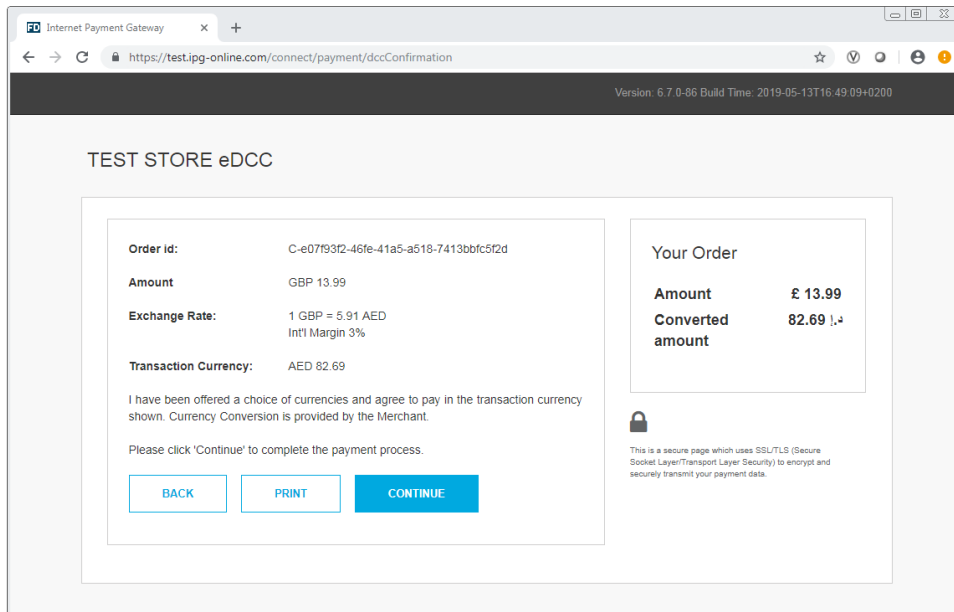 FD Internet Payment Gateway
https://test.ipg-online.com/connect/payment/dccConfirmation
Version: 6.7.0-86 Build Time: 2019-05-13T16:49:09+0200
TEST STORE eDCC
Order id: C-e07f93f2-46fe-41a5-a518-7413bbfc5f2d
Amount GBP 13.99
Exchange Rate: 1 GBP = 5.91 AED
Int'l Margin 3%
Transaction Currency: AED 82.69
I have been offered a choice of currencies and agree to pay in the transaction currency
shown. Currency Conversion is provided by the Merchant.
Please click 'Continue' to complete the payment process.
BACK PRINT CONTINUE
Your Order
Amount £ 13.99
Converted 82.69
amount
This is a secure page which uses SSL/TLS (Secure
Socket Layer/Transport Layer Security) to encrypt and
securely transmit your payment data.